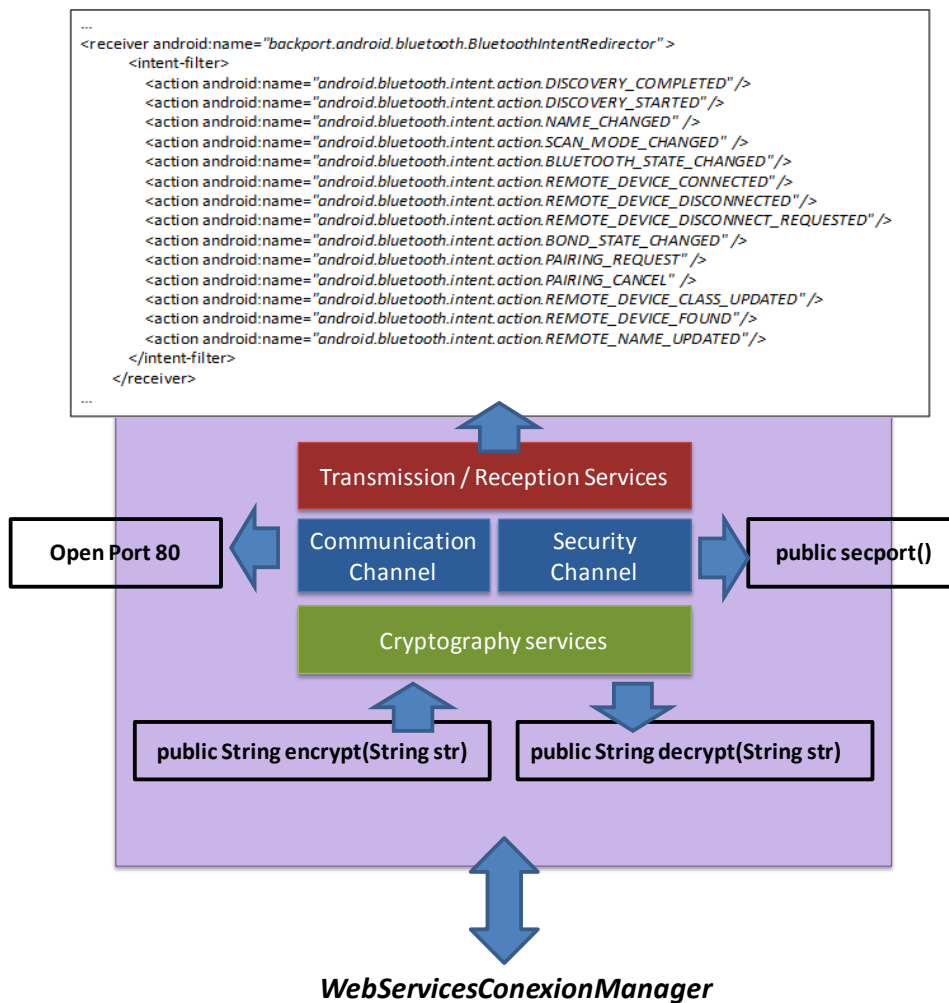 ...
<receiver android:name="backport.android.bluetooth.BluetoothIntentRedirector" >
<intent-filter>
<action android:name="android.bluetooth.intent.action.DISCOVERY_COMPLETED" />
<action android:name="android.bluetooth.intent.action.DISCOVERY_STARTED" />
<action android:name="android.bluetooth.intent.action.NAME_CHANGED" />
<action android:name="android.bluetooth.intent.action.SCAN_MODE_CHANGED" />
<action android:name="android.bluetooth.intent.action.BLUETOOTH_STATE_CHANGED" />
<action android:name="android.bluetooth.intent.action.REMOTE_DEVICE_CONNECTED" />
<action android:name="android.bluetooth.intent.action.REMOTE_DEVICE_DISCONNECTED" />
<action android:name="android.bluetooth.intent.action.REMOTE_DEVICE_DISCONNECT_REQUESTED" />
<action android:name="android.bluetooth.intent.action.BOND_STATE_CHANGED" />
<action android:name="android.bluetooth.intent.action.PAIRING_REQUEST" />
<action android:name="android.bluetooth.intent.action.PAIRING_CANCEL" />
<action android:name="android.bluetooth.intent.action.REMOTE_DEVICE_CLASS_UPDATED" />
<action android:name="android.bluetooth.intent.action.REMOTE_DEVICE_FOUND" />
<action android:name="android.bluetooth.intent.action.REMOTE_NAME_UPDATED" />
</intent-filter>
</receiver>
...
Transmission / Reception Services
Open Port 80
Communication
Channel
Security
Channel
public secport()
Cryptography services
public String encrypt(String str)
public String decrypt(String str)
WebServicesConexionManager